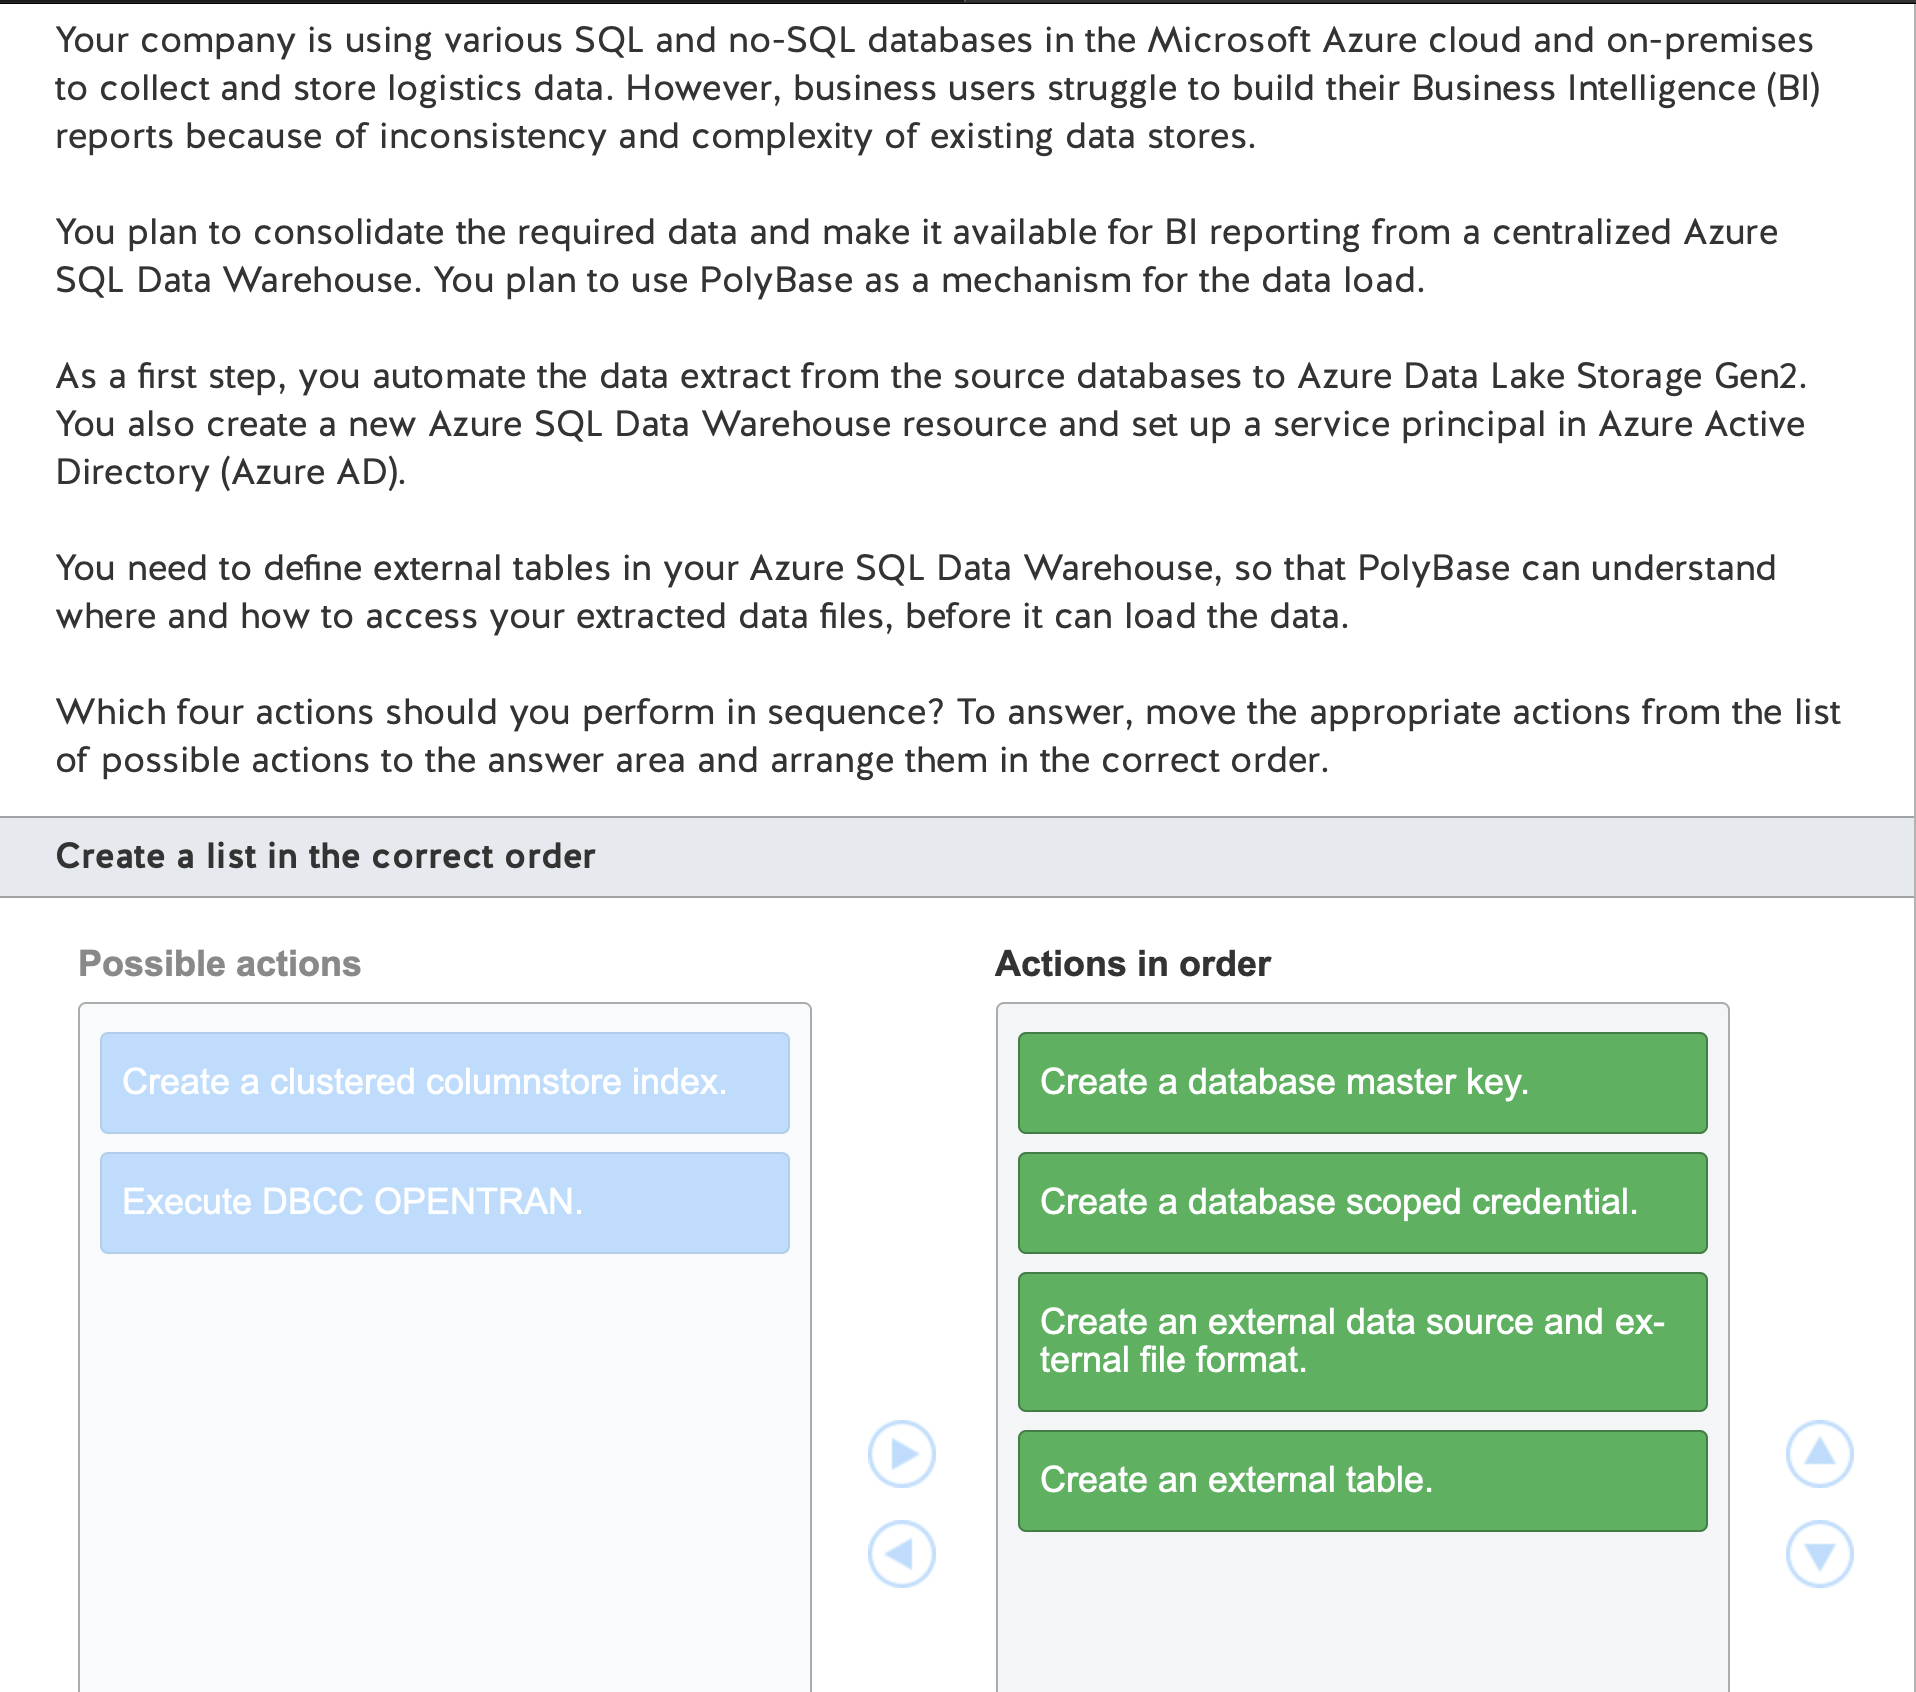 Your company is using various SQL and no-SQL databases in the Microsoft Azure cloud and on-premises
to collect and store logistics data. However, business users struggle to build their Business Intelligence (BI)
reports because of inconsistency and complexity of existing data stores.
You plan to consolidate the required data and make it available for BI reporting from a centralized Azure
SQL Data Warehouse. You plan to use PolyBase as a mechanism for the data load.
As a first step, you automate the data extract from the source databases to Azure Data Lake Storage Gen2.
You also create a new Azure SQL Data Warehouse resource and set up a service principal in Azure Active
Directory (Azure AD).
You need to define external tables in your Azure SQL Data Warehouse, so that PolyBase can understand
where and how to access your extracted data files, before it can load the data.
Which four actions should you perform in sequence? To answer, move the appropriate actions from the list
of possible actions to the answer area and arrange them in the correct order.
Create a list in the correct order
Possible actions
Create a clustered columnstore index.
Execute DBCC OPENTRAN.
Actions in order
Create a database master key.
Create a database scoped credential.
Create an external data source and ex-
ternal file format.
Create an external table.